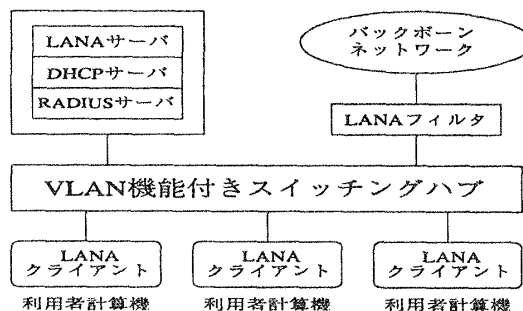 LANAサーバ
DHCPサーバ
RADIUSサーバ
バックボーン
ネットワーク
LANAフィルタ
VLAN機能付きスイッチングハブ
LANA
クライアント
LANA
クライアント
LANA
クライアント
利用者計算機
利用者計算機
利用者計算機